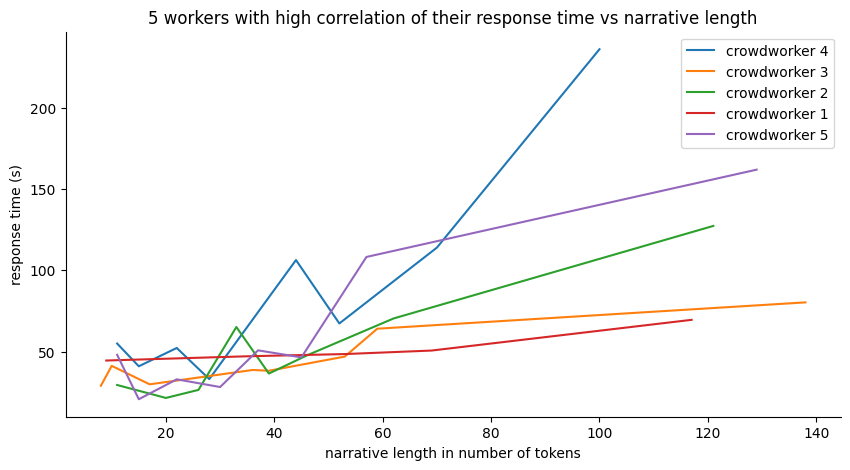 5 workers with high correlation of their response time vs narrative length
crowdworker 4
crowdworker 3
crowdworker 2
crowdworker 1
crowdworker 5
response time (s)
200
150
100
50
20
40
60
80
100
120
140
narrative length in number of tokens